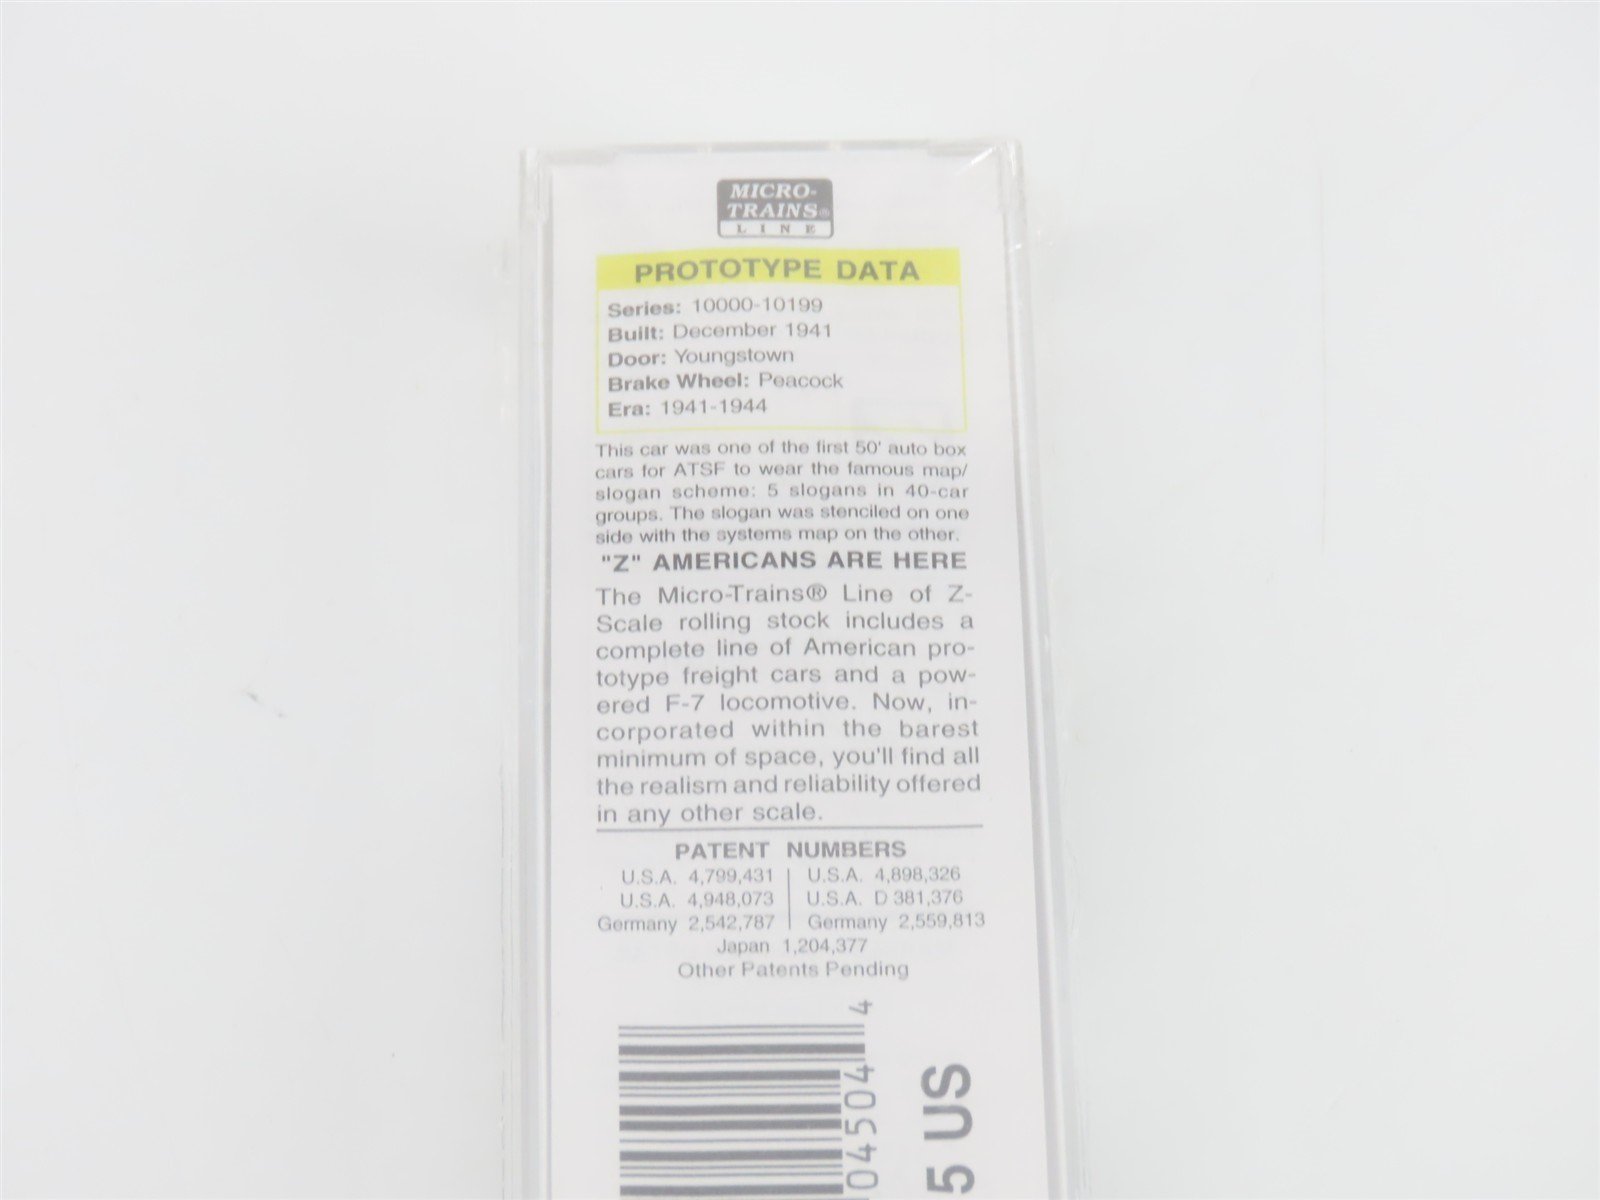 MICRO-
TRAINS®
LINE
PROTOTYPE DATA
Series: 10000-10199
Built: December 1941
Door: Youngstown
Brake Wheel: Peacock
Era: 1941-1944
This car was one of the first 50' auto box
cars for ATSF to wear the famous map/
slogan scheme: 5 slogans in 40-car
groups. The slogan was stenciled on one
side with the systems map on the other.
"Z" AMERICANS ARE HERE
The Micro-Trains® Line of Z-
Scale rolling stock includes a
complete line of American pro-
totype freight cars and a pow-
ered F-7 locomotive. Now, in-
corporated within the barest
minimum of space, you'll find all
the realism and reliability offered
in any other scale.
PATENT NUMBERS
U.S.A. 4,799,431 | U.S.A. 4,898,326
U.S.A. 4,948,073 | U.S.A. D 381,376
Germany 2,542,787 | Germany 2,559,813
Japan 1,204,377
Other Patents Pending
04504 4
5 US